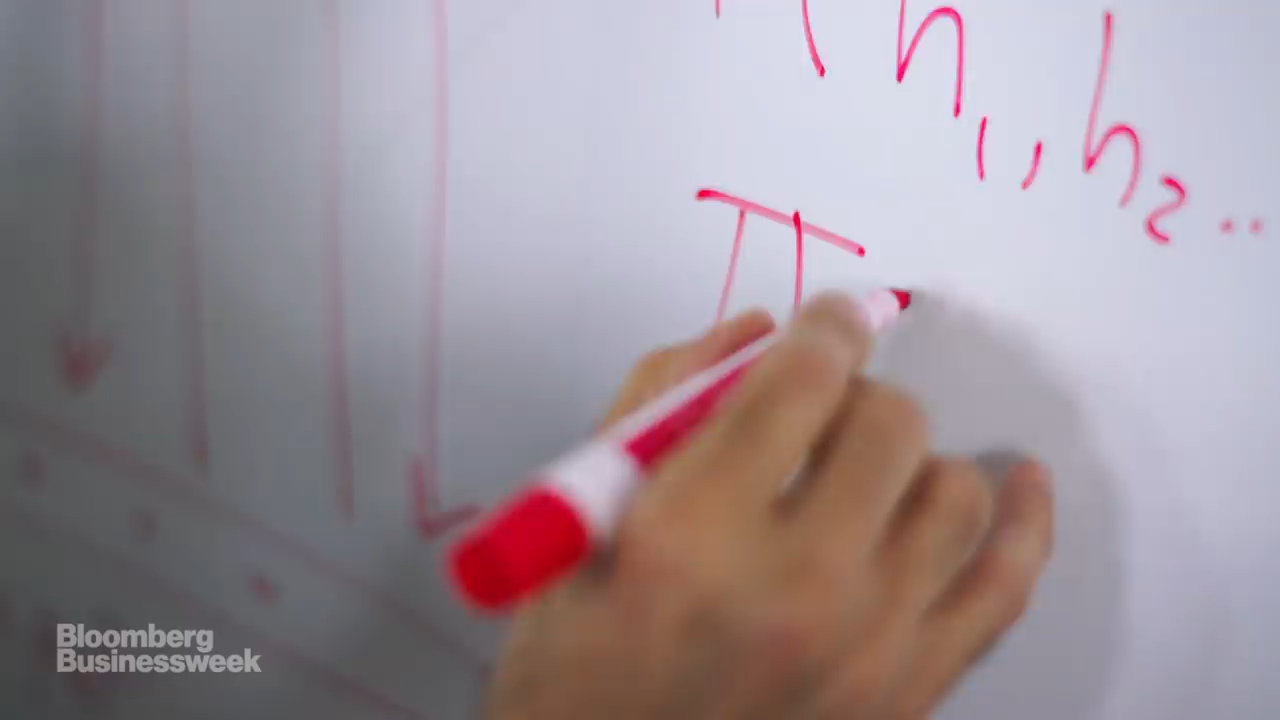 h₁, h₂ ..
Π
Bloomberg
Businessweek